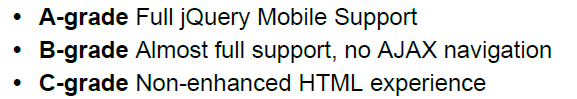 • A-grade Full jQuery Mobile Support
• B-grade Almost full support, no AJAX navigation
• C-grade Non-enhanced HTML experience